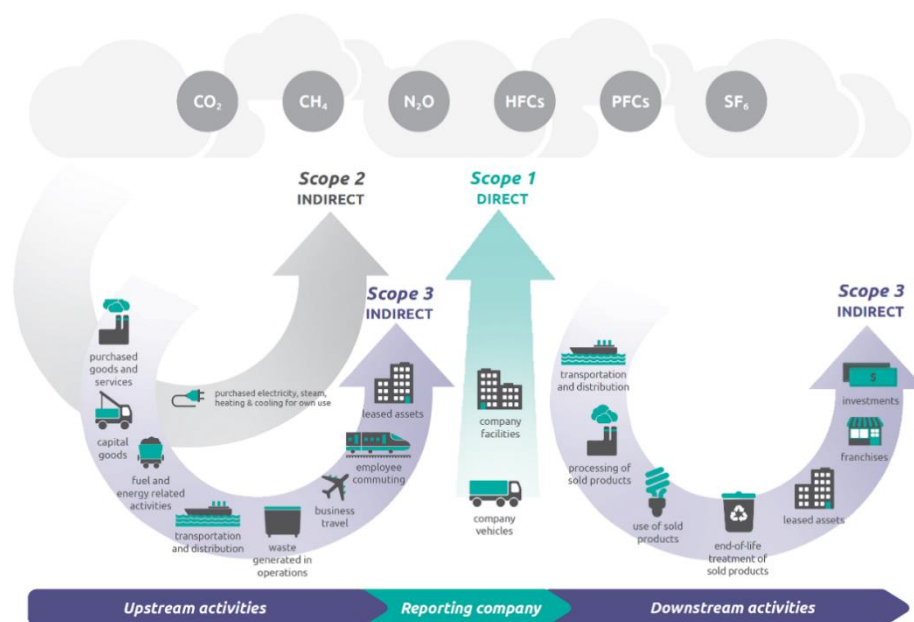 CO₂
CH₄
N₂O
HFCs
PFCs
SF₆
Scope 2
INDIRECT
Scope 1
DIRECT
Scope 3
INDIRECT
Scope 3
INDIRECT
purchased
goods and
services
capital
goods
fuel and
energy related
activities
transportation
and distribution
waste
generated in
operations
business
travel
employee
commuting
leased assets
purchased electricity, steam,
heating & cooling for own use
company
facilities
company
vehicles
transportation
and distribution
processing of
sold products
use of sold
products
end-of-life
treatment of
sold products
leased assets
franchises
$
investments
Upstream activities
Reporting company
Downstream activities